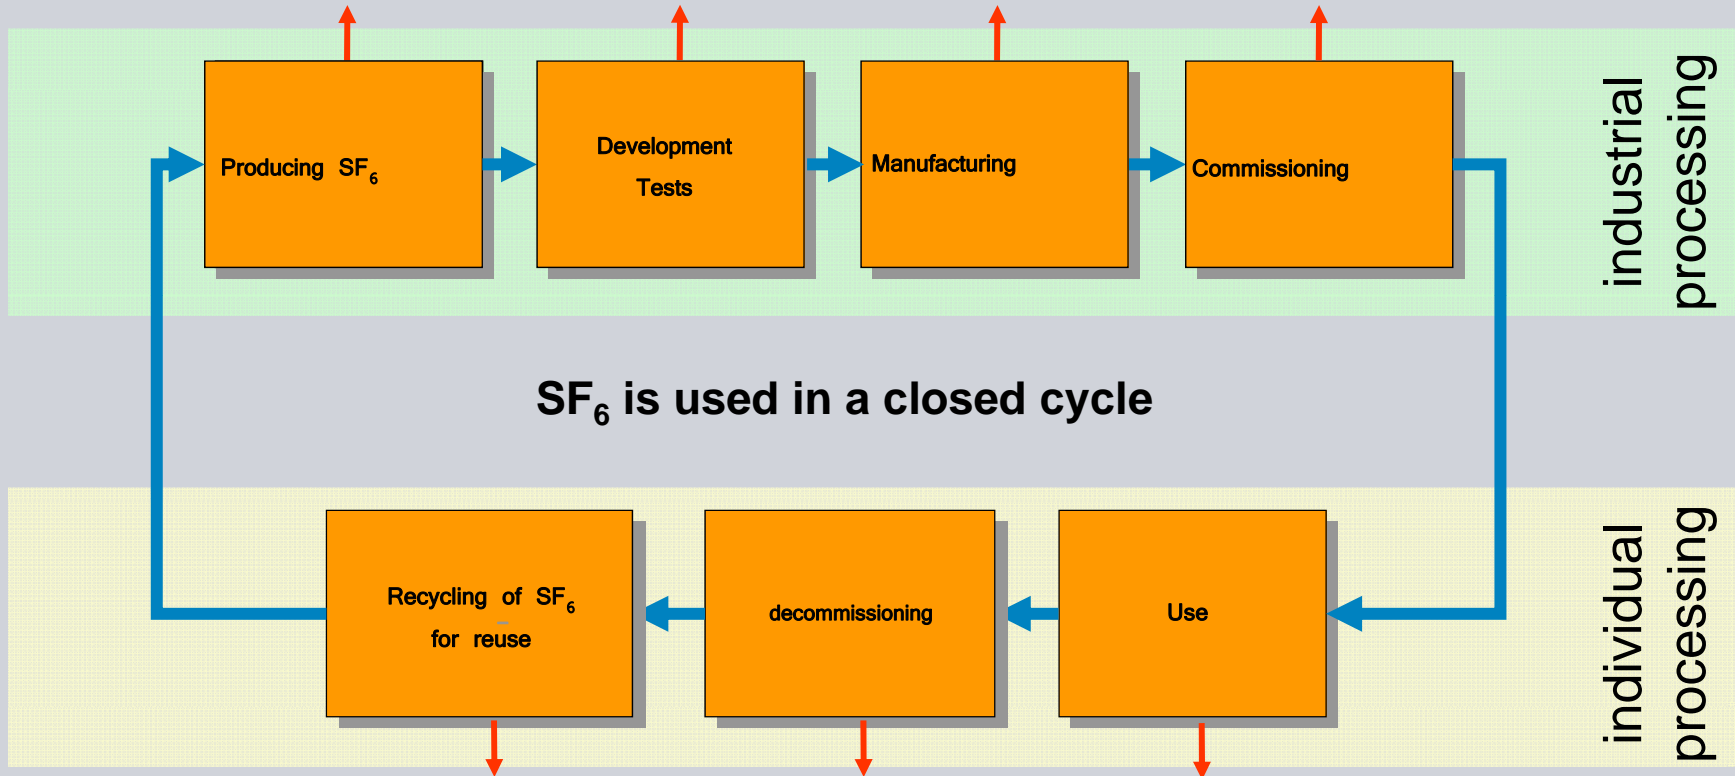 Producing SF₆
Development
Tests
Manufacturing
Commissioning
industrial
processing
SF₆ is used in a closed cycle
Recycling of SF₆
for reuse
decommissioning
Use
individual
processing